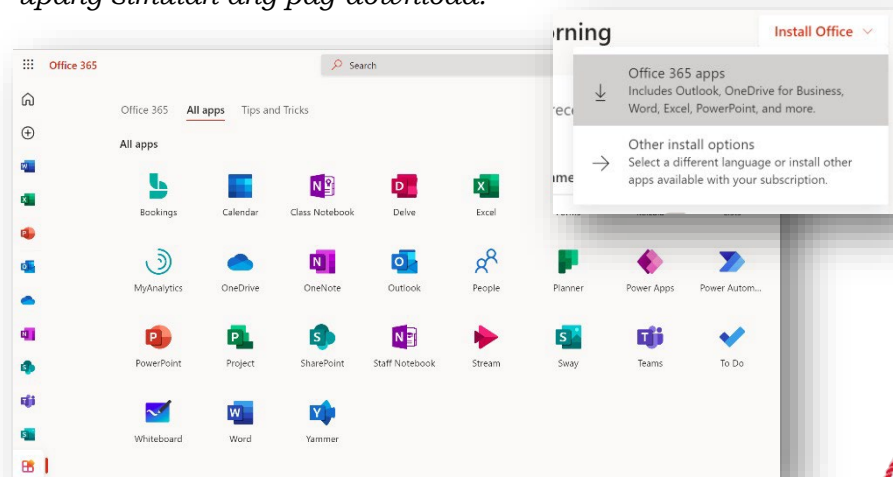 upang simulan ang pag-download.
Office 365
Search
Office 365 All apps Tips and Tricks
All apps
Bookings Calendar Class Notebook Delve Excel
MyAnalytics OneDrive OneNote Outlook People Planner Power Apps Power Autom...
PowerPoint Project SharePoint Staff Notebook Stream Sway Teams To Do
Whiteboard Word Yammer
Install Office
Office 365 apps
Includes Outlook, OneDrive for Business,
Word, Excel, PowerPoint, and more.
Other install options
Select a different language or install other
apps available with your subscription.